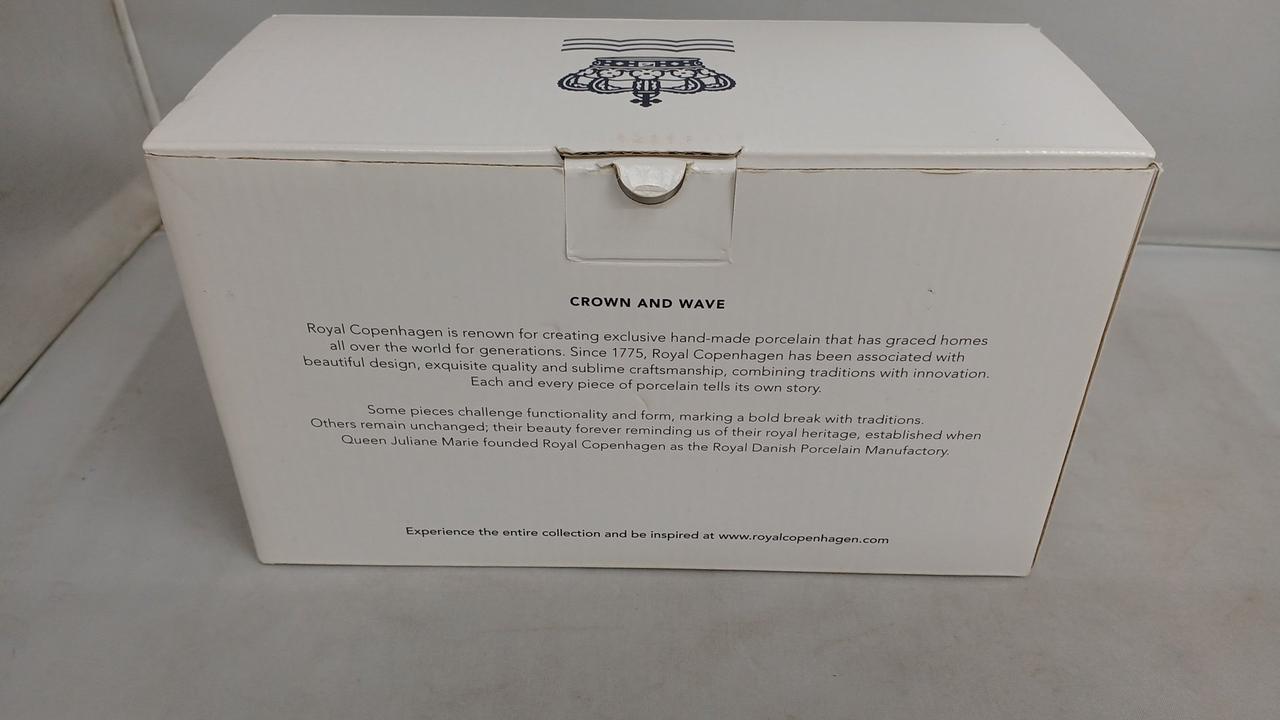 CROWN AND WAVE
Royal Copenhagen is renown for creating exclusive hand-made porcelain that has graced homes
all over the world for generations. Since 1775, Royal Copenhagen has been associated with
beautiful design, exquisite quality and sublime craftsmanship, combining traditions with innovation.
Each and every piece of porcelain tells its own story.
Some pieces challenge functionality and form, marking a bold break with traditions.
Others remain unchanged; their beauty forever reminding us of their royal heritage, established when
Queen Juliane Marie founded Royal Copenhagen as the Royal Danish Porcelain Manufactory.
Experience the entire collection and be inspired at www.royalcopenhagen.com